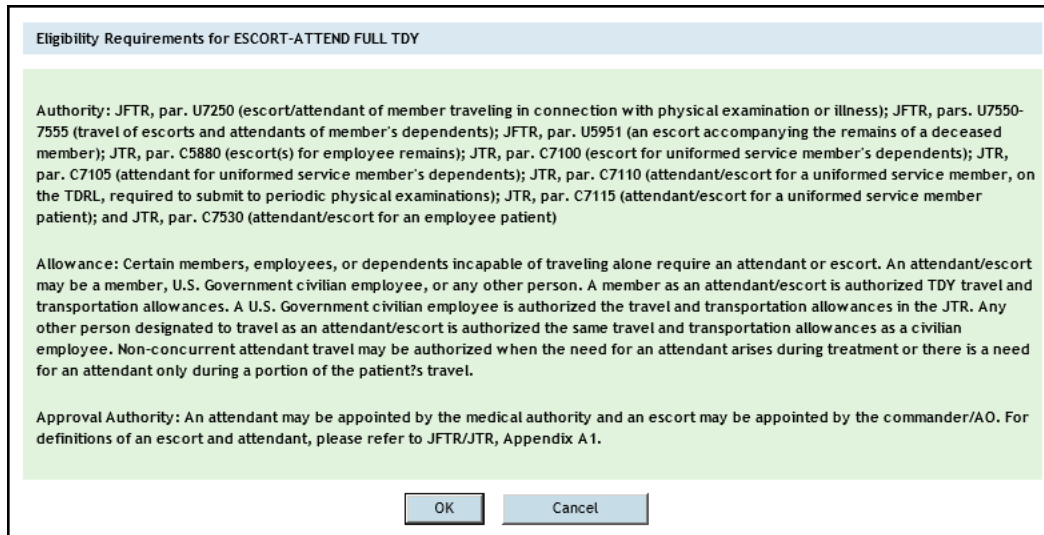 Eligibility Requirements for ESCORT-ATTEND FULL TDY
Authority: JFTR, par. U7250 (escort/attendant of member traveling in connection with physical examination or illness); JFTR, pars. U7550-
7555 (travel of escorts and attendants of member's dependents); JFTR, par. U5951 (an escort accompanying the remains of a deceased
member); JTR, par. C5880 (escort(s) for employee remains); JTR, par. C7100 (escort for uniformed service member's dependents); JTR,
par. C7105 (attendant for uniformed service member's dependents); JTR, par. C7110 (attendant/escort for a uniformed service member, on
the TDRL, required to submit to periodic physical examinations); JTR, par. C7115 (attendant/escort for a uniformed service member
patient); and JTR, par. C7530 (attendant/escort for an employee patient)
Allowance: Certain members, employees, or dependents incapable of traveling alone require an attendant or escort. An attendant/escort
may be a member, U.S. Government civilian employee, or any other person. A member as an attendant/escort is authorized TDY travel and
transportation allowances. A U.S. Government civilian employee is authorized the travel and transportation allowances in the JTR. Any
other person designated to travel as an attendant/escort is authorized the same travel and transportation allowances as a civilian
employee. Non-concurrent attendant travel may be authorized when the need for an attendant arises during treatment or there is a need
for an attendant only during a portion of the patient?s travel.
Approval Authority: An attendant may be appointed by the medical authority and an escort may be appointed by the commander/AO. For
definitions of an escort and attendant, please refer to JFTR/JTR, Appendix A1.
OK Cancel